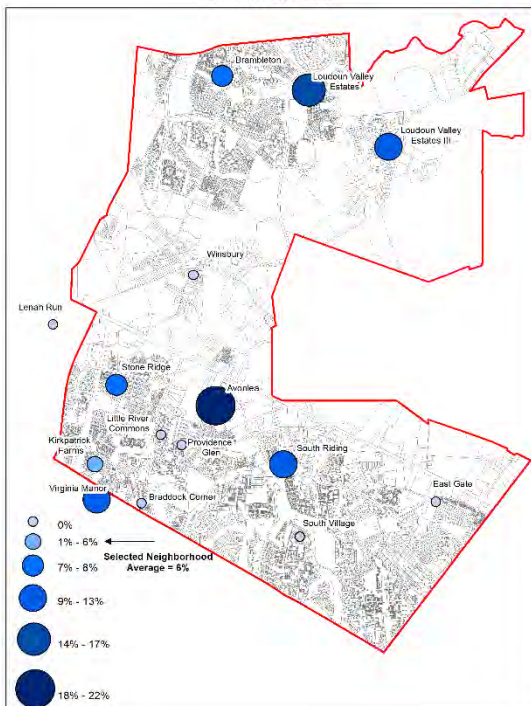 Brambleton
Loudoun Valley
Estates
Loudoun Valley
Estates III
Winsbury
Lenah Run
Stone Ridge
Avonlea
Little River
Commons
Providence
Glen
Kirkpatrick
Farms
South Riding
Virginia Manor
Braddock Corner
East Gate
South Village
0%
1% - 6%
Selected Neighborhood
Average = 6%
7% - 8%
9% - 13%
14% - 17%
18% - 22%